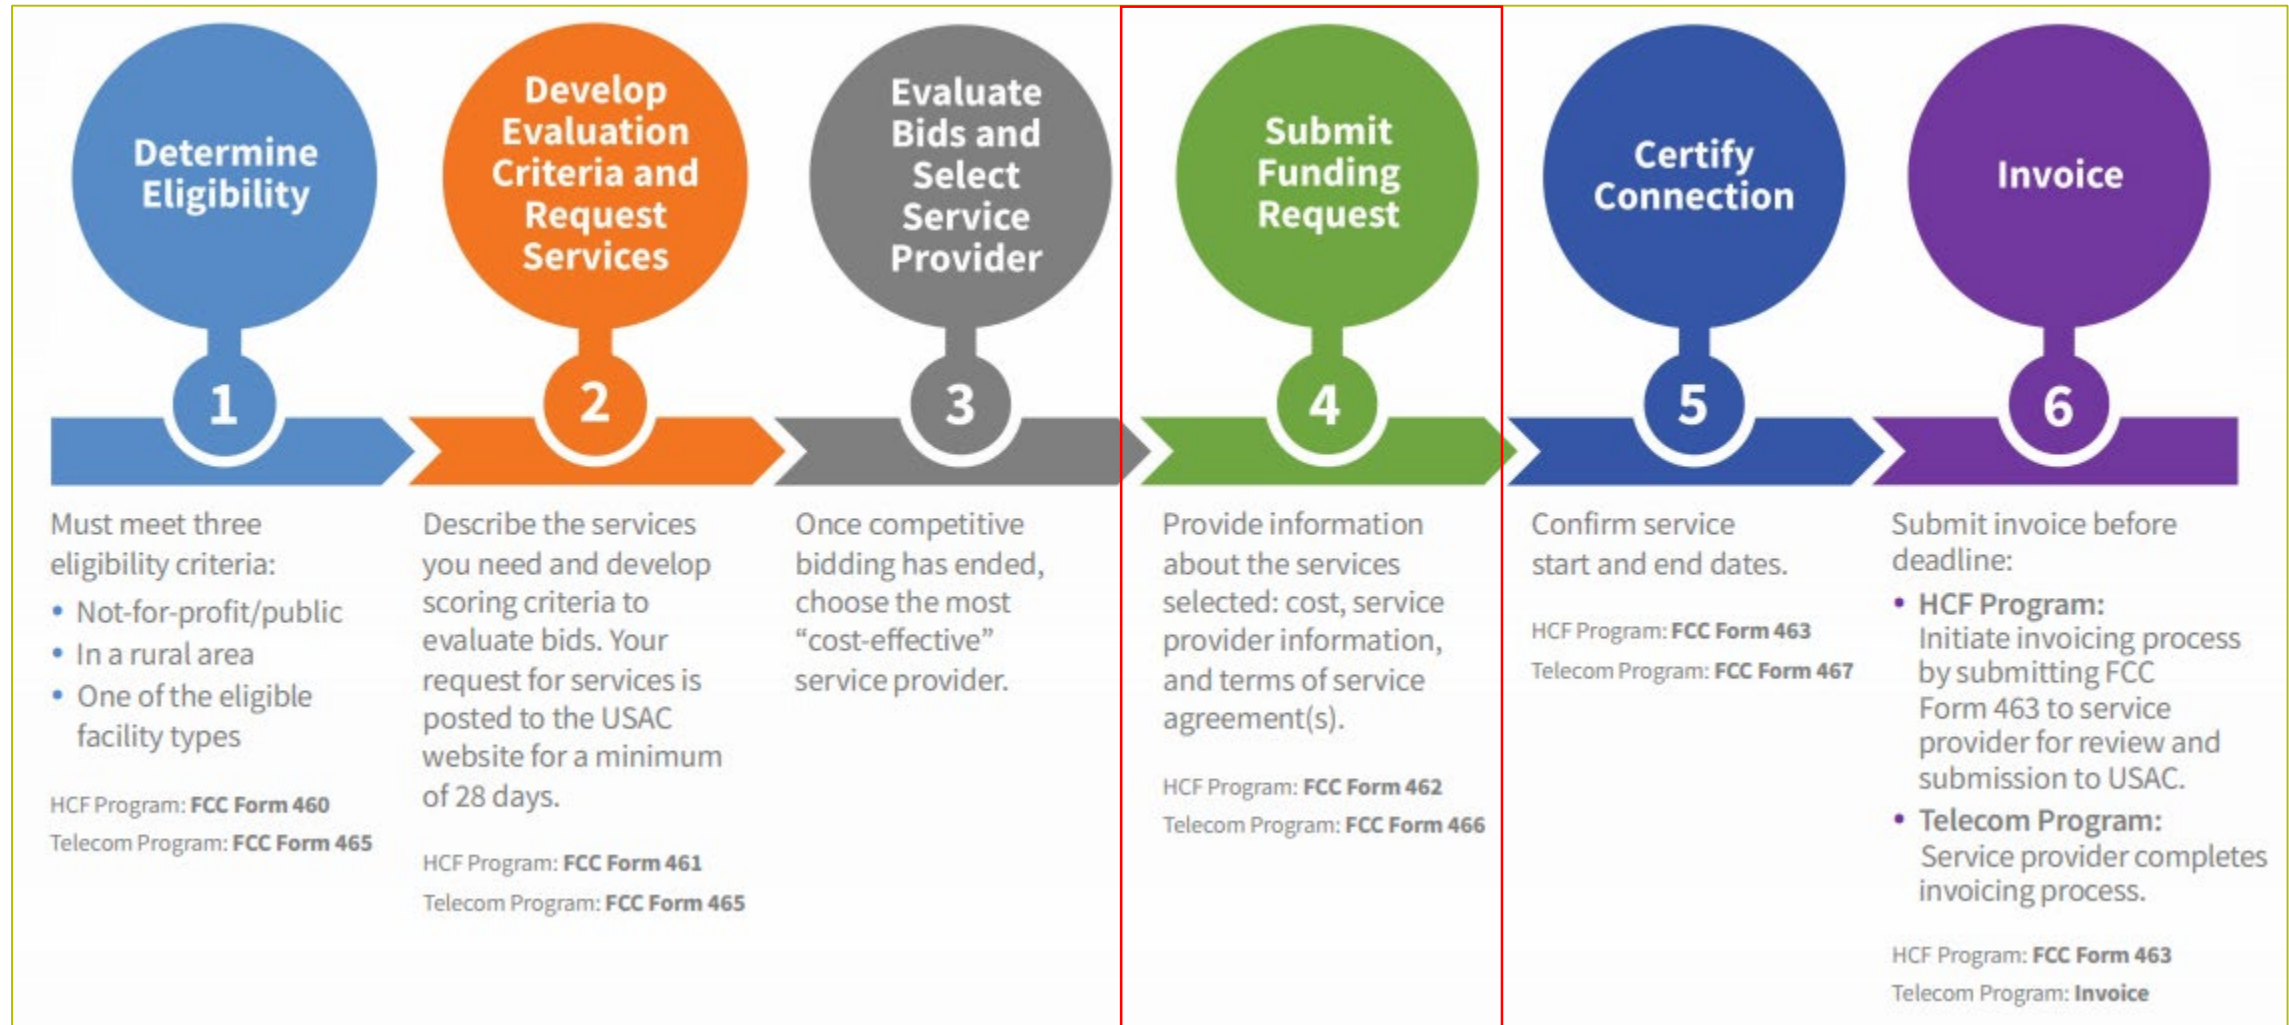 Determine
Eligibility
1
Must meet three
eligibility criteria:
• Not-for-profit/public
• In a rural area
• One of the eligible
facility types
HCF Program: FCC Form 460
Telecom Program: FCC Form 465
Develop
Evaluation
Criteria and
Request
Services
2
Describe the services
you need and develop
scoring criteria to
evaluate bids. Your
request for services is
posted to the USAC
website for a minimum
of 28 days.
HCF Program: FCC Form 461
Telecom Program: FCC Form 465
Evaluate
Bids and
Select
Service
Provider
3
Once competitive
bidding has ended,
choose the most
“cost-effective”
service provider.
Submit
Funding
Request
4
Provide information
about the services
selected: cost, service
provider information,
and terms of service
agreement(s).
HCF Program: FCC Form 462
Telecom Program: FCC Form 466
Certify
Connection
5
Confirm service
start and end dates.
HCF Program: FCC Form 463
Telecom Program: FCC Form 467
Invoice
6
Submit invoice before
deadline:
• HCF Program:
Initiate invoicing process
by submitting FCC
Form 463 to service
provider for review and
submission to USAC.
• Telecom Program:
Service provider completes
invoicing process.
HCF Program: FCC Form 463
Telecom Program: Invoice